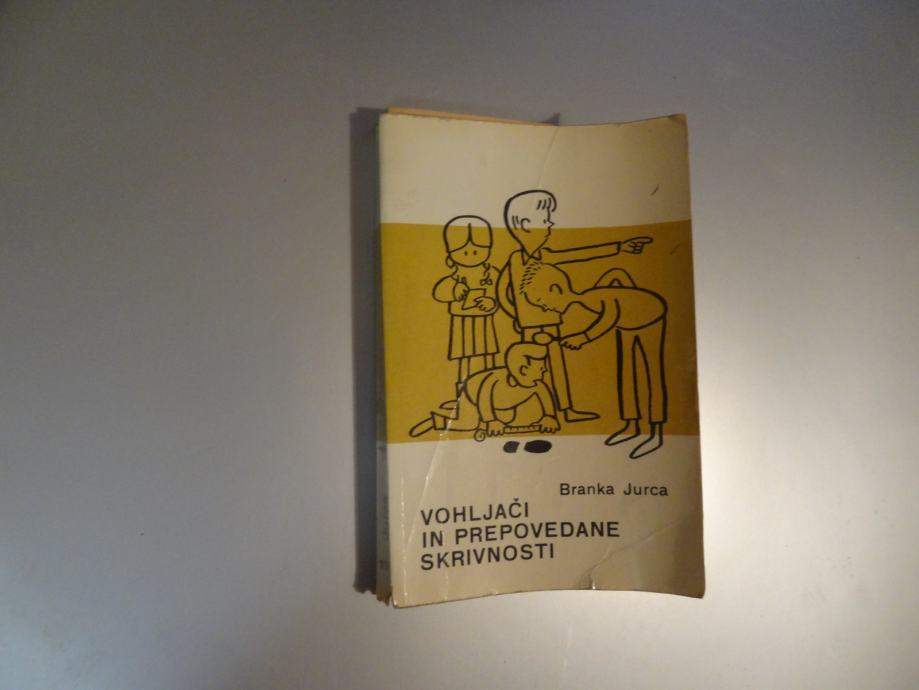 Branka Jurca
VOHLJAČI
IN PREPOVEDANE
SKRIVNOSTI